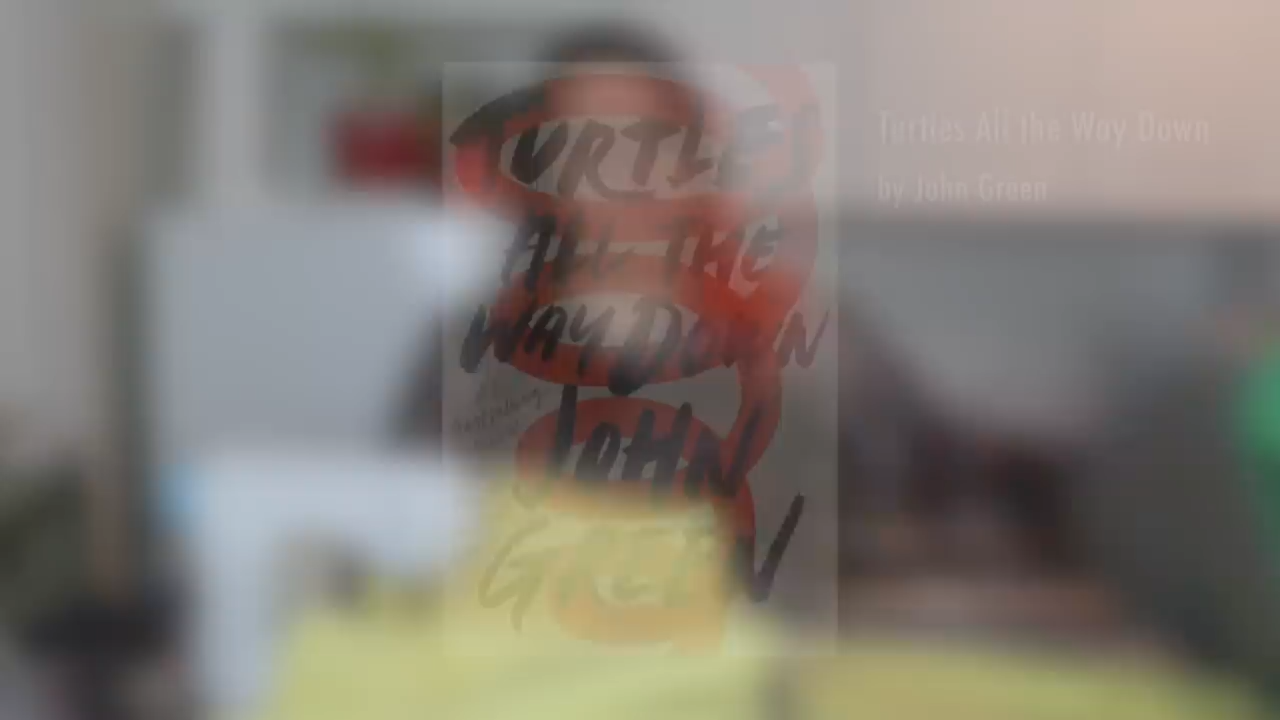 TURTLES
ALL THE
WAY DOWN
JOHN
GREEN
Turtles All the Way Down
by John Green